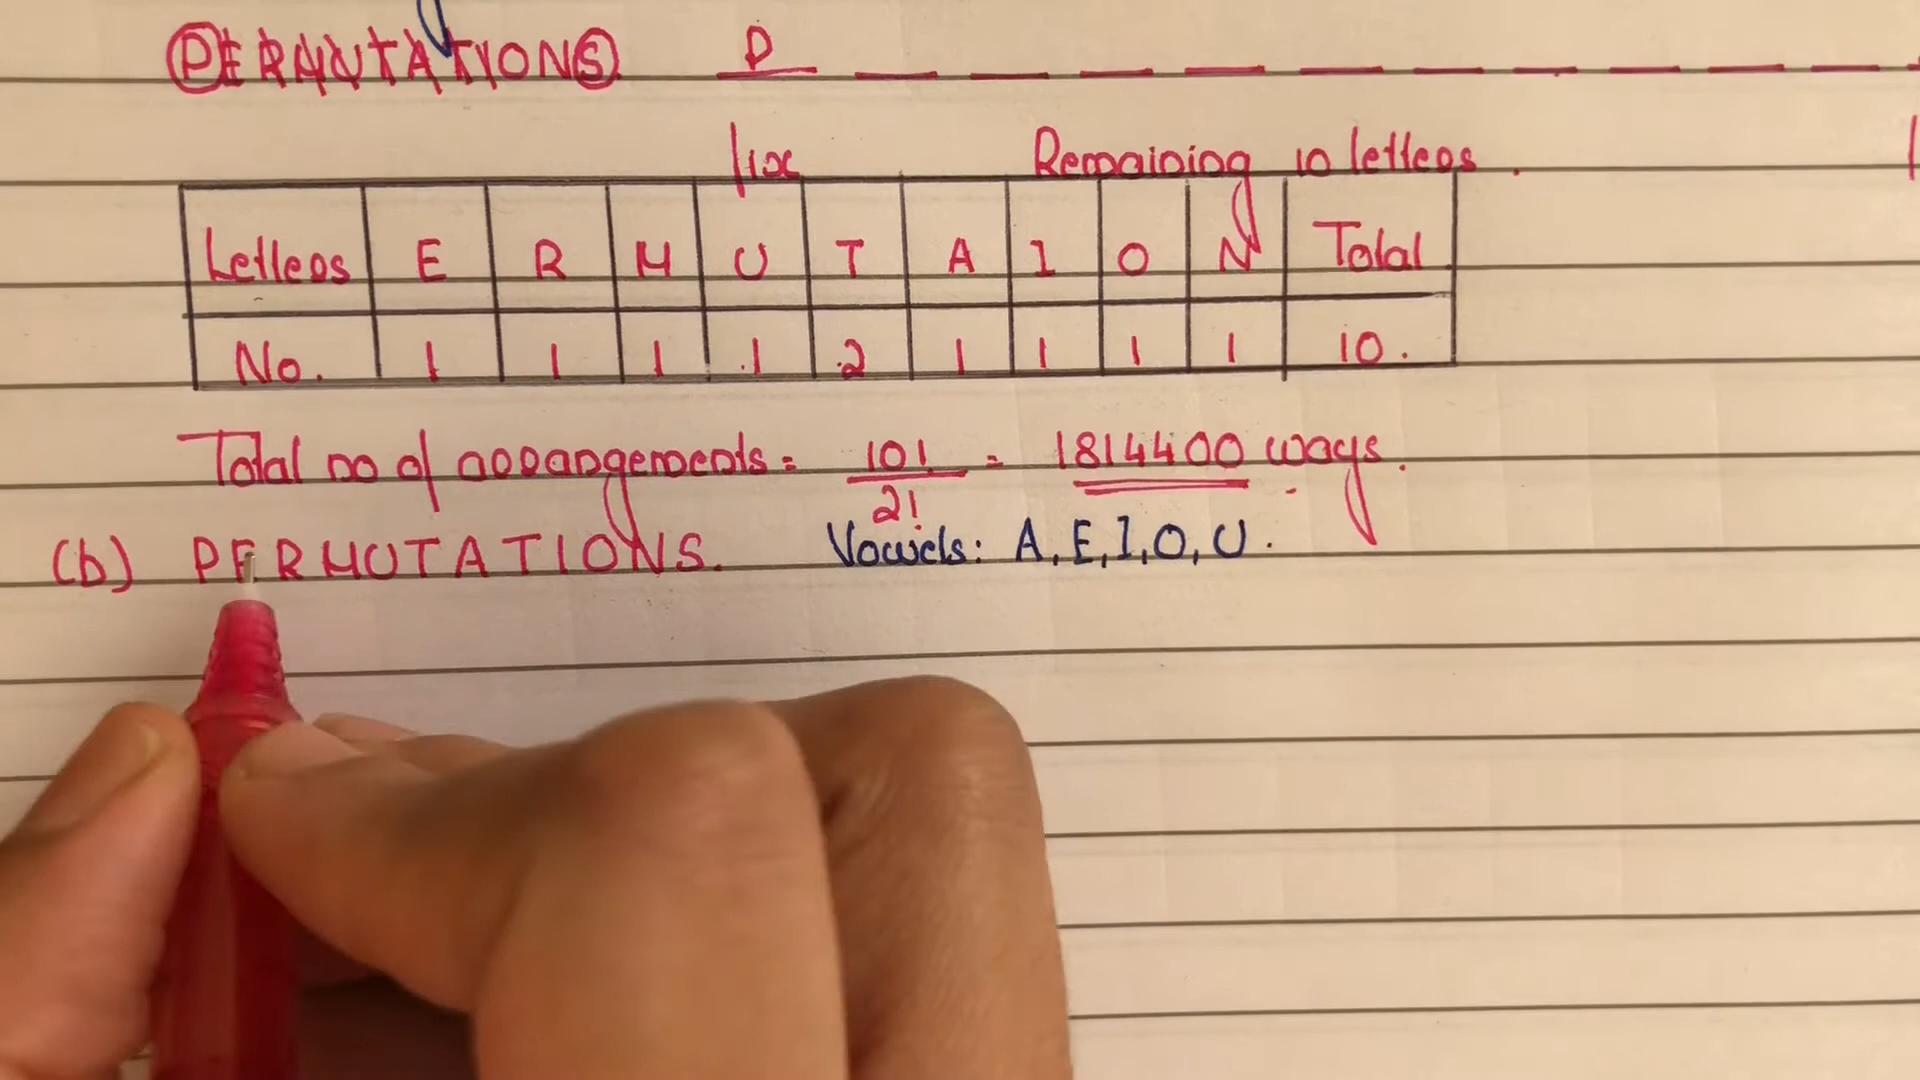 PERMUTATIONS P
fix Remaining 10 letters.
Letters E R M U T A I O N Total
No. 1 1 1 1 2 1 1 1 1 10.
Total no of arrangements = 10! / 2! = 1814400 ways.
(b) PERMUTATIONS. Vowels: A, E, I, O, U.